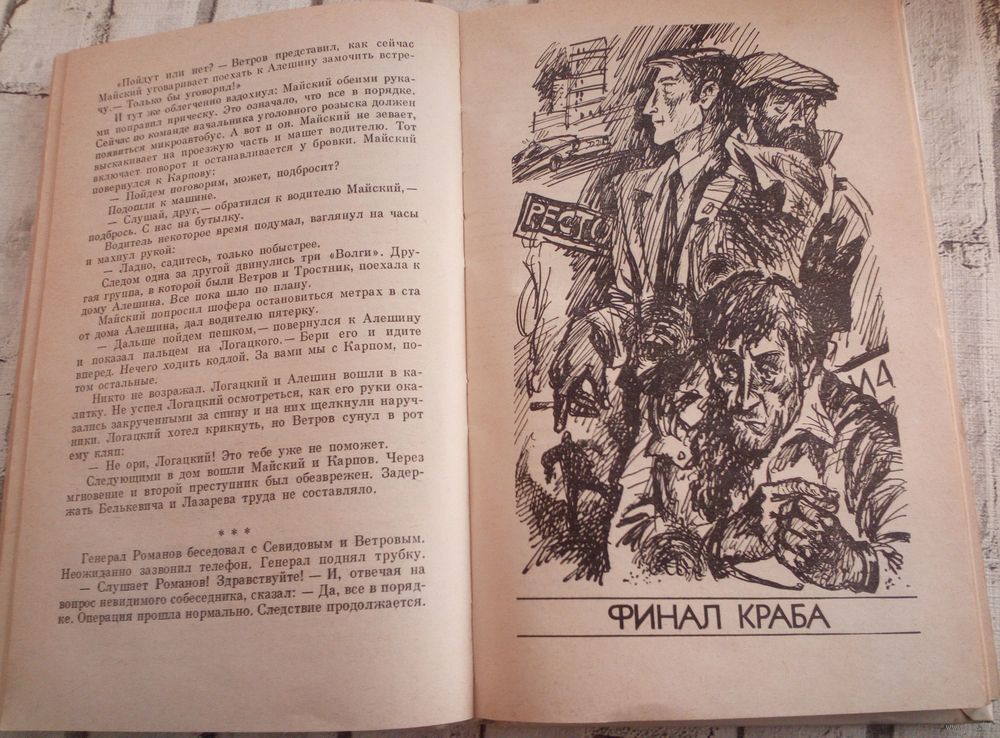 «Пойдут или нет? — Ветров представил, как сейчас
Майский уговаривает поехать к Алешину замочить встре-
чу.— Только бы уговорил!»
И тут же облегченно вздохнул: Майский обеими рука-
ми поправил прическу. Это означало, что все в порядке.
Сейчас по команде начальника уголовного розыска должен
появиться микроавтобус. А вот и он. Майский не зевает,
выскакивает на проезжую часть и машет водителю. Тот
включает поворот и останавливается у бровки. Майский
повернулся к Карпову:
— Пойдем поговорим, может, подбросит?
Подошли к машине.
— Слушай, друг,— обратился к водителю Майский,—
подбрось. С нас на бутылку.
Водитель некоторое время подумал, взглянул на часы
и махнул рукой:
— Ладно, садитесь, только побыстрее.
Следом одна за другой двинулись три «Волги». Дру-
гая группа, в которой были Ветров и Тростник, поехала к
дому Алешина. Все пока шло по плану.
Майский попросил шофера остановиться метрах в ста
от дома Алешина, дал водителю пятерку.
— Дальше пойдем пешком,— повернулся к Алешину
и показал пальцем на Логацкого.— Бери его и идите
вперед. Нечего ходить кодлой. За вами мы с Карпом, по-
том остальные.
Никто не возражал. Логацкий и Алешин вошли в ка-
литку. Не успел Логацкий осмотреться, как его руки ока-
зались закрученными за спину и на них щелкнули наруч-
ники. Логацкий хотел крикнуть, но Ветров сунул в рот
ему кляп:
— Не ори, Логацкий! Это тебе уже не поможет.
Следующими в дом вошли Майский и Карпов. Через
мгновение и второй преступник был обезврежен. Задер-
жать Белькевича и Лазарева труда не составляло.
* * *
Генерал Романов беседовал с Севидовым и Ветровым.
Неожиданно зазвонил телефон. Генерал поднял трубку.
— Слушает Романов! Здравствуйте! — И, отвечая на
вопрос невидимого собеседника, сказал: — Да, все в поряд-
ке. Операция прошла нормально. Следствие продолжается.
РЕСТО
ФИНАЛ КРАБА